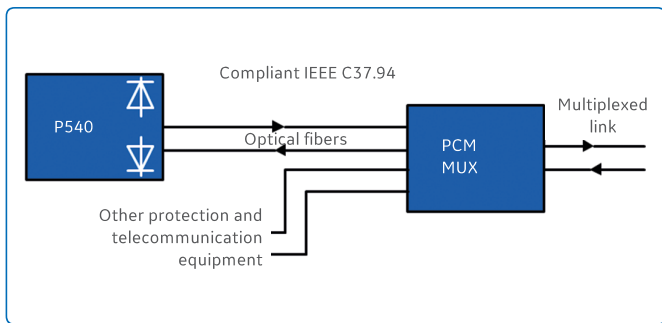 Compliant IEEE C37.94
P540
Optical fibers
Multiplexed
link
PCM
MUX
Other protection and
telecommunication
equipment